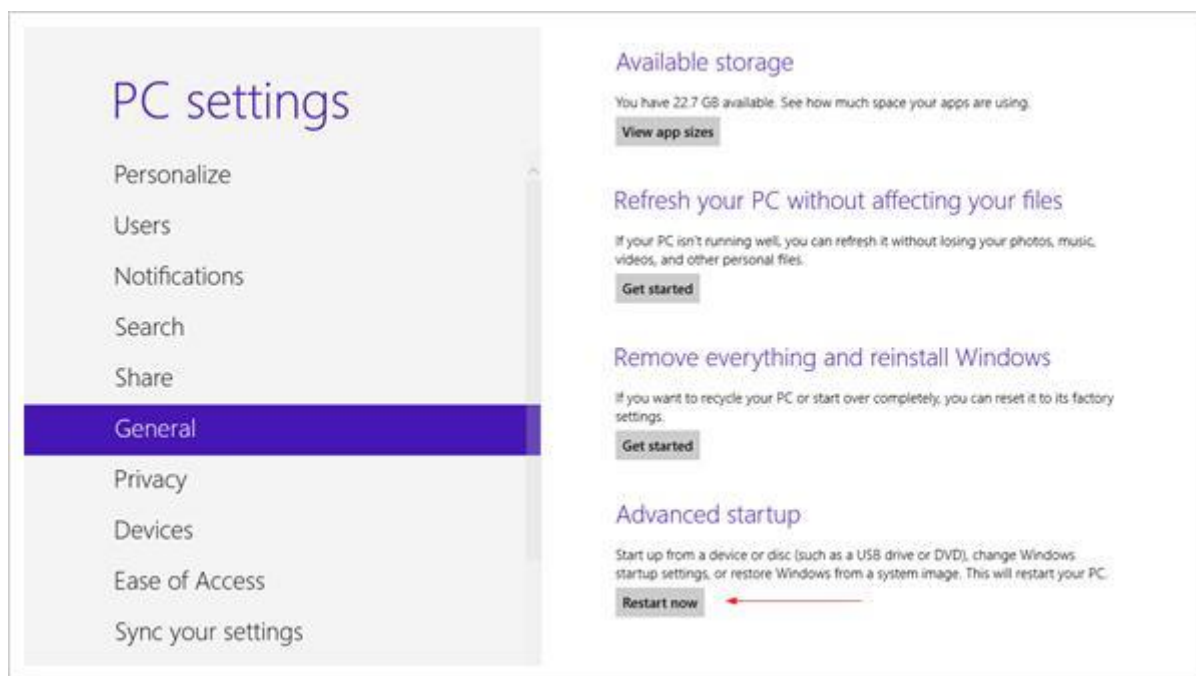 PC settings
Personalize
Users
Notifications
Search
Share
General
Privacy
Devices
Ease of Access
Sync your settings
Available storage
You have 22.7 GB available. See how much space your apps are using.
View app sizes
Refresh your PC without affecting your files
If your PC isn't running well, you can refresh it without losing your photos, music,
videos, and other personal files.
Get started
Remove everything and reinstall Windows
If you want to recycle your PC or start over completely, you can reset it to its factory
settings.
Get started
Advanced startup
Start up from a device or disc (such as a USB drive or DVD), change Windows
startup settings, or restore Windows from a system image. This will restart your PC.
Restart now